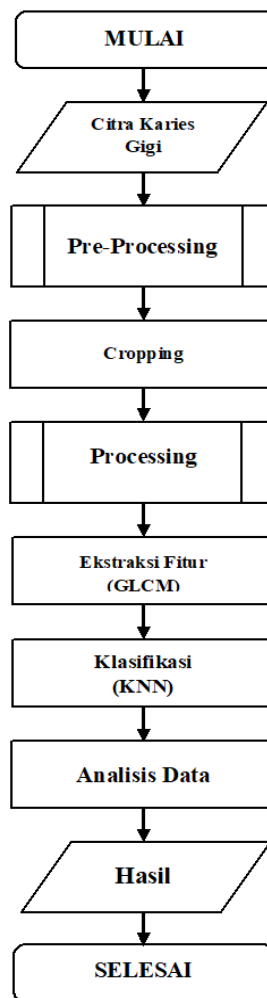 MULAI
Citra Karies
Gigi
Pre-Processing
Cropping
Processing
Ekstraksi Fitur
(GLCM)
Klasifikasi
(KNN)
Analisis Data
Hasil
SELESAI